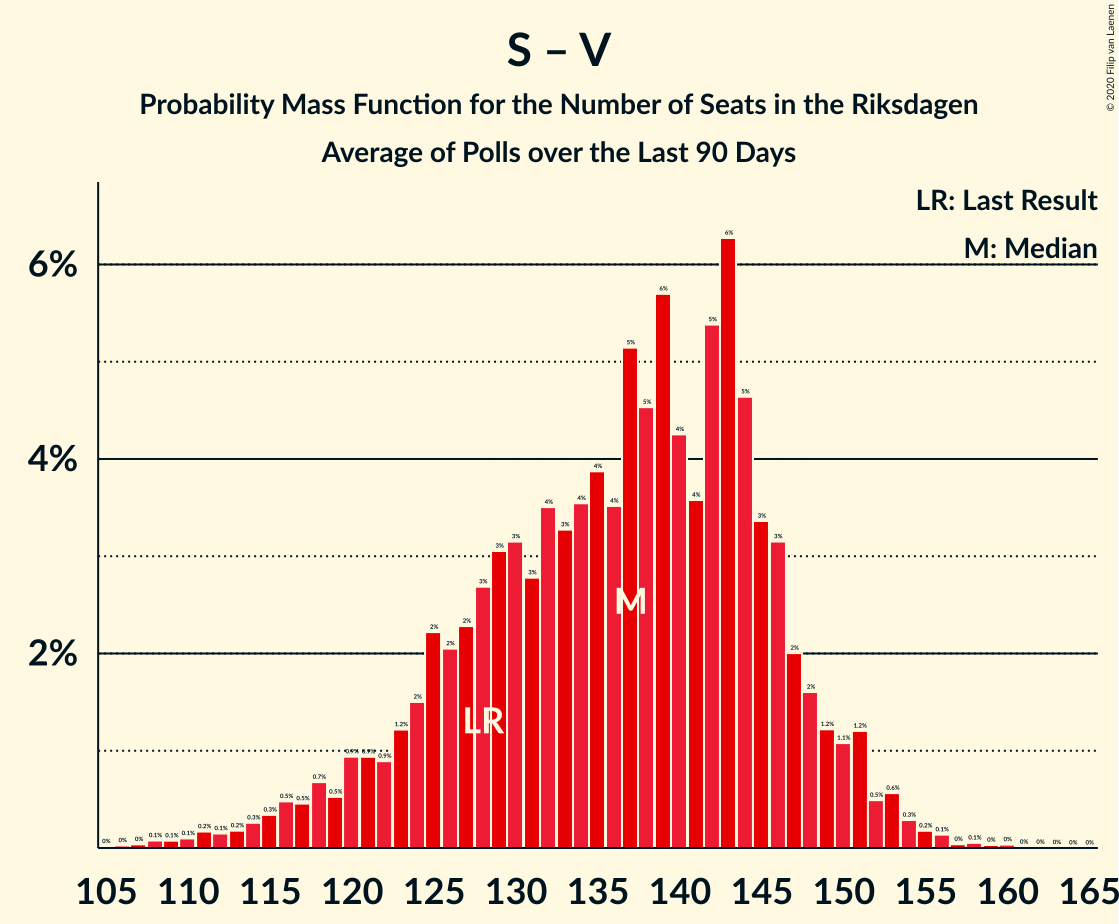 S – V
Probability Mass Function for the Number of Seats in the Riksdagen
Average of Polls over the Last 90 Days
© 2020 Filip van Laenen
LR: Last Result
M: Median
6%
4%
2%
0% 0% 0% 0.1% 0.1% 0.1% 0.2% 0.1% 0.2% 0.3% 0.3% 0.5% 0.5% 0.7% 0.5% 0.9% 0.9% 0.9% 1.2% 2% 2% 2% 2% 3% 3% 3% 3% 4% 3% 4% 4% 4% 5% 5% 6% 4% 4% 5% 6% 5% 3% 3% 2% 2% 1.2% 1.1% 1.2% 0.5% 0.6% 0.3% 0.2% 0.1% 0% 0.1% 0% 0% 0% 0% 0% 0% 0%
M
LR
105 110 115 120 125 130 135 140 145 150 155 160 165